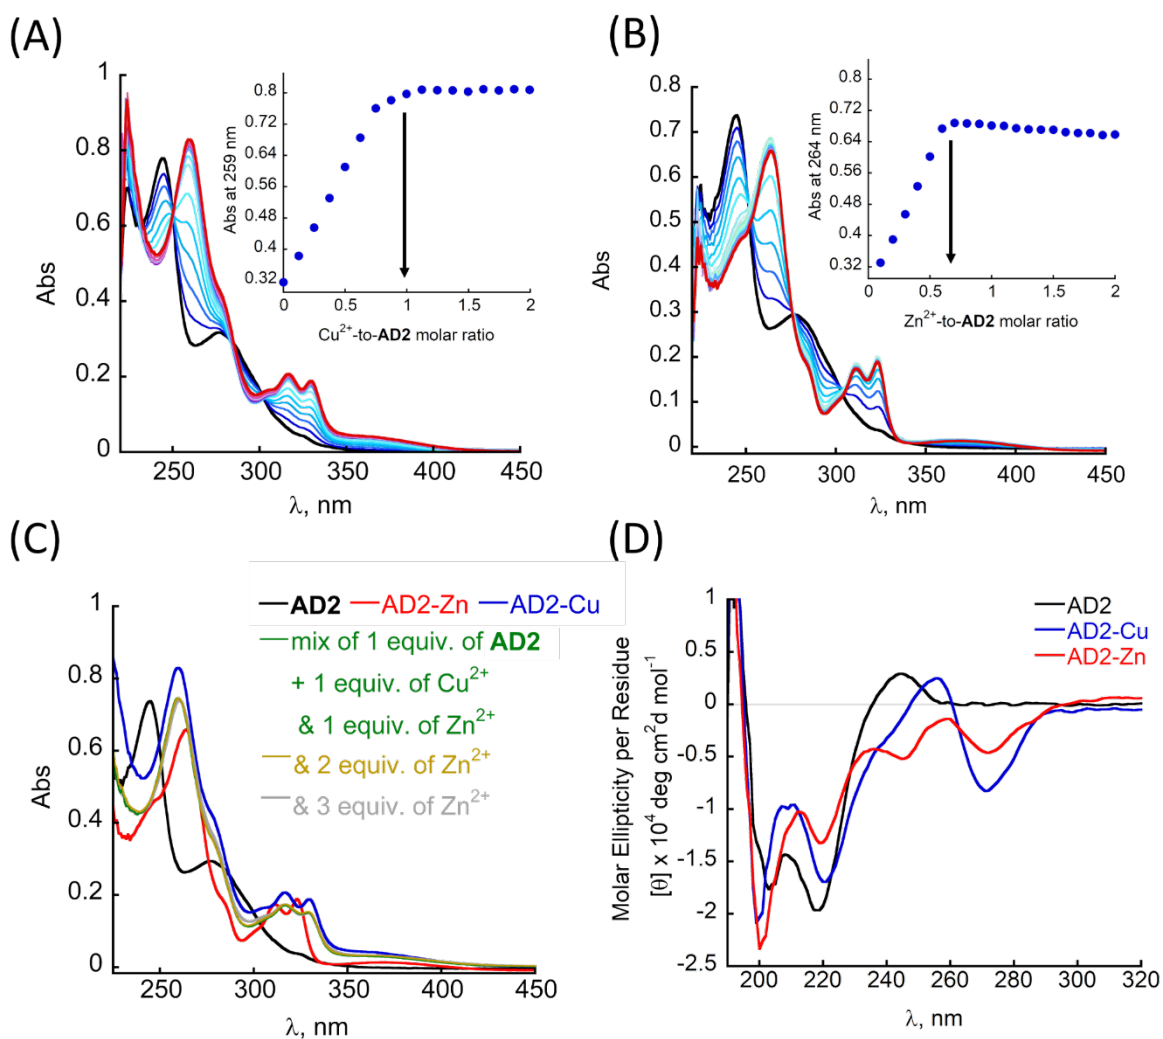 (A)
1
0.8
0.6
0.4
0.2
0
Abs
250 300 350 400 450
λ, nm
0.8
0.72
0.64
0.56
0.48
0.4
0.32
Abs at 259 nm
0 0.5 1 1.5 2
Cu²⁺-to-AD2 molar ratio
(B)
0.8
0.7
0.6
0.5
0.4
0.3
0.2
0.1
0
Abs
250 300 350 400 450
λ, nm
0.8
0.72
0.64
0.56
0.48
0.4
0.32
Abs at 264 nm
0 0.5 1 1.5 2
Zn²⁺-to-AD2 molar ratio
(C)
AD2 AD2-Zn AD2-Cu
mix of 1 equiv. of AD2
+ 1 equiv. of Cu²⁺
& 1 equiv. of Zn²⁺
& 2 equiv. of Zn²⁺
& 3 equiv. of Zn²⁺
1
0.8
0.6
0.4
0.2
0
Abs
250 300 350 400 450
λ, nm
(D)
AD2
AD2-Cu
AD2-Zn
1
0.5
0
-0.5
-1
-1.5
-2
-2.5
Molar Ellipticity per Residue
[θ] x 10⁴ deg cm²d mol⁻¹
200 220 240 260 280 300 320
λ, nm